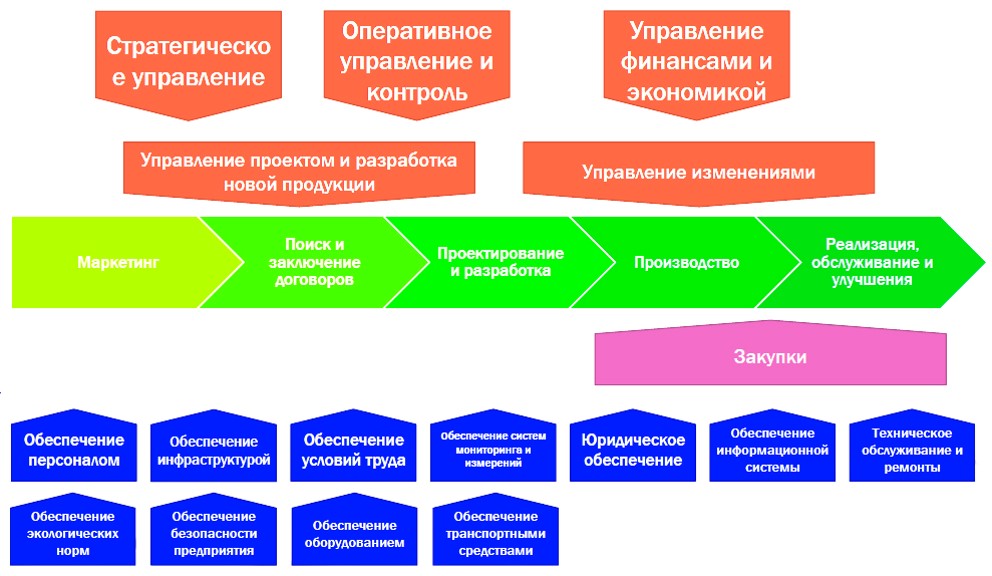 Стратегическо
е управление
Оперативное
управление и
контроль
Управление
финансами и
экономикой
Управление проектом и разработка
новой продукции
Управление изменениями
Маркетинг
Поиск и
заключение
договоров
Проектирование
и разработка
Производство
Реализация,
обслуживание и
улучшения
Закупки
Обеспечение
персоналом
Обеспечение
инфраструктурой
Обеспечение
условий труда
Обеспечение систем
мониторинга и
измерений
Юридическое
обеспечение
Обеспечение
информационной
системы
Техническое
обслуживание и
ремонты
Обеспечение
экологических
норм
Обеспечение
безопасности
предприятия
Обеспечение
оборудованием
Обеспечение
транспортными
средствами